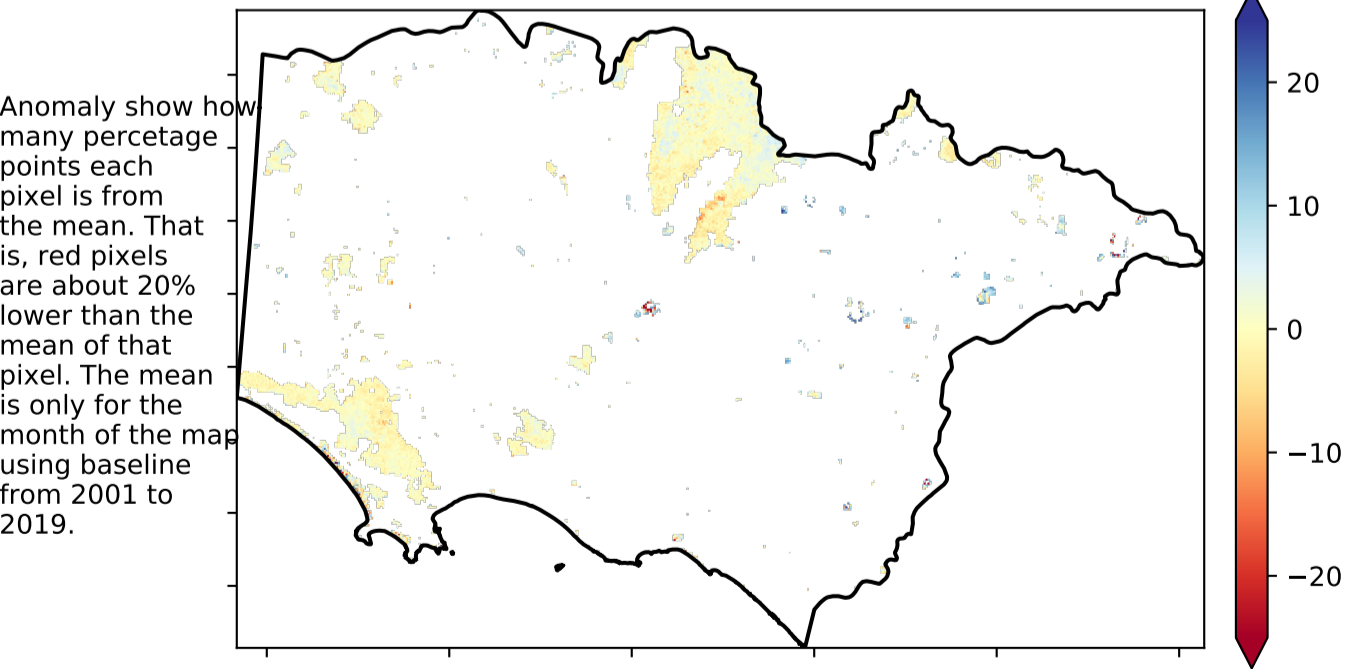 Anomaly show how
many percetage
points each
pixel is from
the mean. That
is, red pixels
are about 20%
lower than the
mean of that
pixel. The mean
is only for the
month of the map
using baseline
from 2001 to
2019.
20
10
0
−10
−20